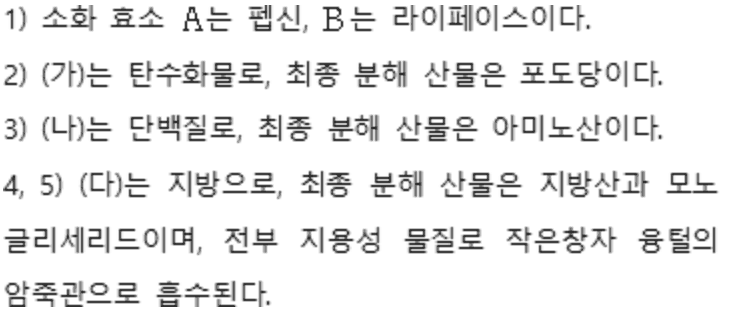 1) 소화 효소 A는 펩신, B는 라이페이스이다.
2) (가)는 탄수화물로, 최종 분해 산물은 포도당이다.
3) (나)는 단백질로, 최종 분해 산물은 아미노산이다.
4, 5) (다)는 지방으로, 최종 분해 산물은 지방산과 모노
글리세리드이며, 전부 지용성 물질로 작은창자 융털의
암죽관으로 흡수된다.